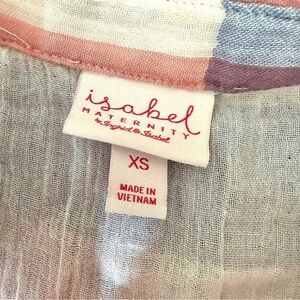 isabel
MATERNITY
by Ingrid & Isabel
XS
MADE IN
VIETNAM